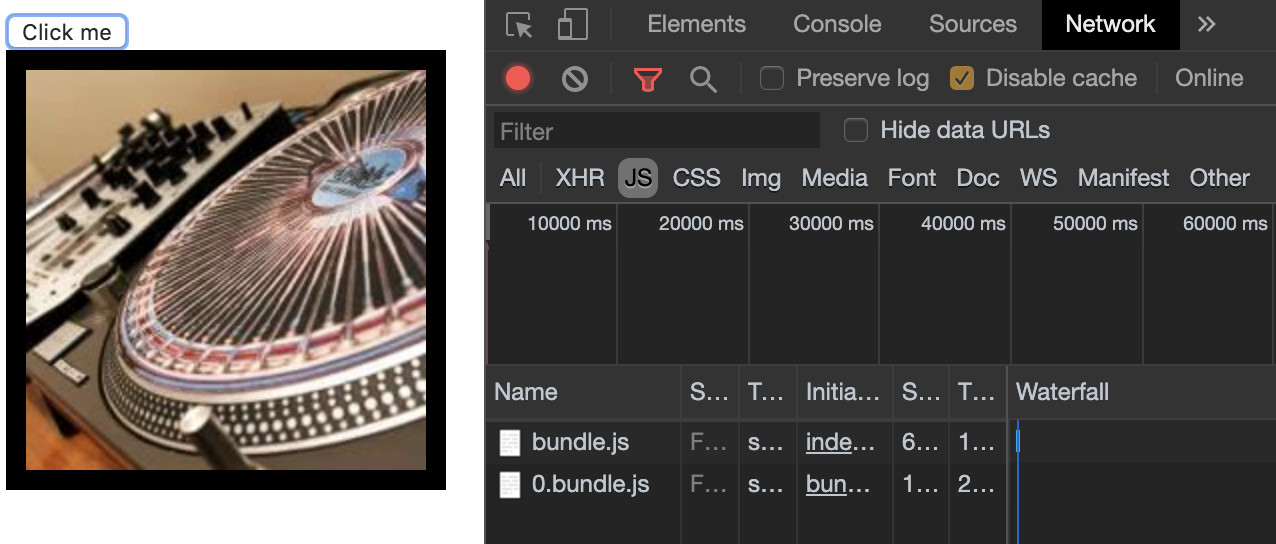 Click me
Elements Console Sources Network »
Preserve log Disable cache Online
Filter Hide data URLs
All XHR JS CSS Img Media Font Doc WS Manifest Other
10000 ms 20000 ms 30000 ms 40000 ms 50000 ms 60000 ms
Name S... T... Initia... S... T... Waterfall
bundle.js F... s... inde... 6... 1...
0.bundle.js F... s... bun... 1... 2...